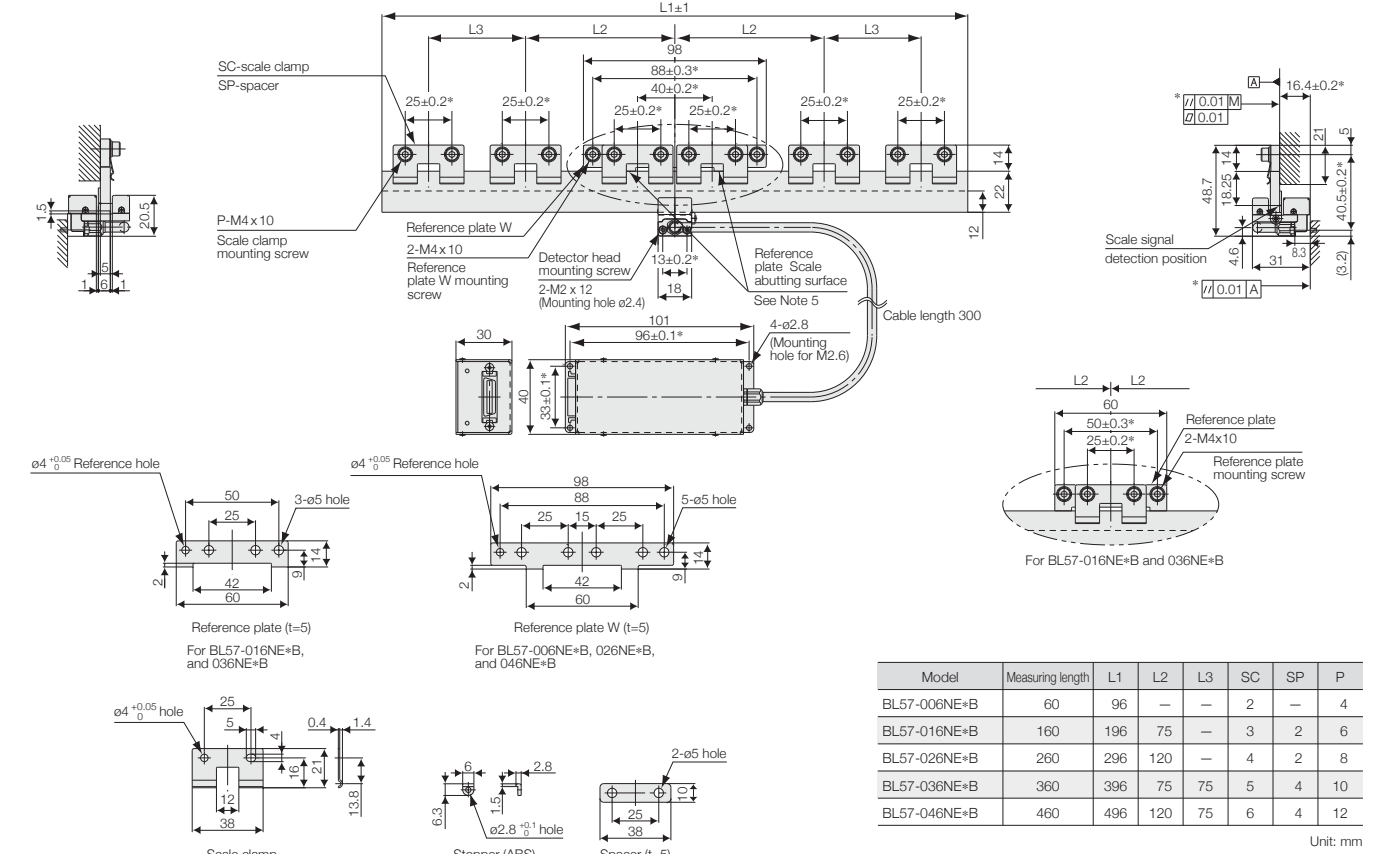 L1±1
L3
L2
L2
L3
98
88±0.3*
40±0.2*
25±0.2*
25±0.2*
25±0.2*
25±0.2*
25±0.2*
25±0.2*
SC-scale clamp
SP-spacer
14
22
12
P-M4 x 10
Scale clamp
mounting screw
Reference plate W
2-M4 x 10
Reference
plate W mounting
screw
Detector head
mounting screw
2-M2 x 12
(Mounting hole ø2.4)
13±0.2*
18
Reference
plate Scale
abutting surface
See Note 5
Cable length 300
1.5
20.5
5
1
6
1
A
16.4±0.2*
* // 0.01 M
0.01
5
21
14
48.7
18.25
40.5±0.2*
Scale signal
detection position
4.6
8.3
31
(3.2)
* // 0.01 A
30
101
96±0.1*
4-ø2.8
(Mounting
hole for M2.6)
40
33±0.1*
L2
L2
60
50±0.3*
25±0.2*
Reference plate
2-M4x10
Reference plate
mounting screw
For BL57-016NE*B and 036NE*B
ø4 +0.05 0 Reference hole
50
25
3-ø5 hole
2
42
60
9
14
Reference plate (t=5)
For BL57-016NE*B,
and 036NE*B
ø4 +0.05 0 Reference hole
98
88
25
15
25
5-ø5 hole
2
42
60
9
14
Reference plate W (t=5)
For BL57-006NE*B, 026NE*B,
and 046NE*B
ø4 +0.05 0 hole
25
5
4
0.4
1.4
16
21
13.8
12
38
Scale clamp
6
2.8
6.3
1.5
ø2.8 +0.1 0 hole
Stopper (ABS)
2-ø5 hole
10
25
38
Spacer (t=5)
Model Measuring length L1 L2 L3 SC SP P
BL57-006NE*B 60 96 — — 2 — 4
BL57-016NE*B 160 196 75 — 3 2 6
BL57-026NE*B 260 296 120 — 4 2 8
BL57-036NE*B 360 396 75 75 5 4 10
BL57-046NE*B 460 496 120 75 6 4 12
Unit: mm